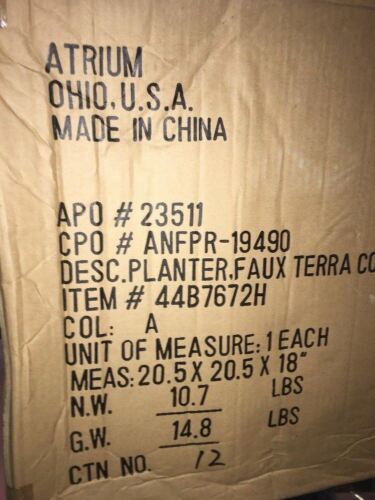 ATRIUM
OHIO, U.S.A.
MADE IN CHINA
APO # 23511
CPO # ANFPR-19490
DESC.PLANTER.FAUX TERRA CO
ITEM # 44B7672H
COL: A
UNIT OF MEASURE: 1 EACH
MEAS: 20.5 X 20.5 X 18"
N.W. 10.7 LBS
G.W. 14.8 LBS
CTN NO. 12